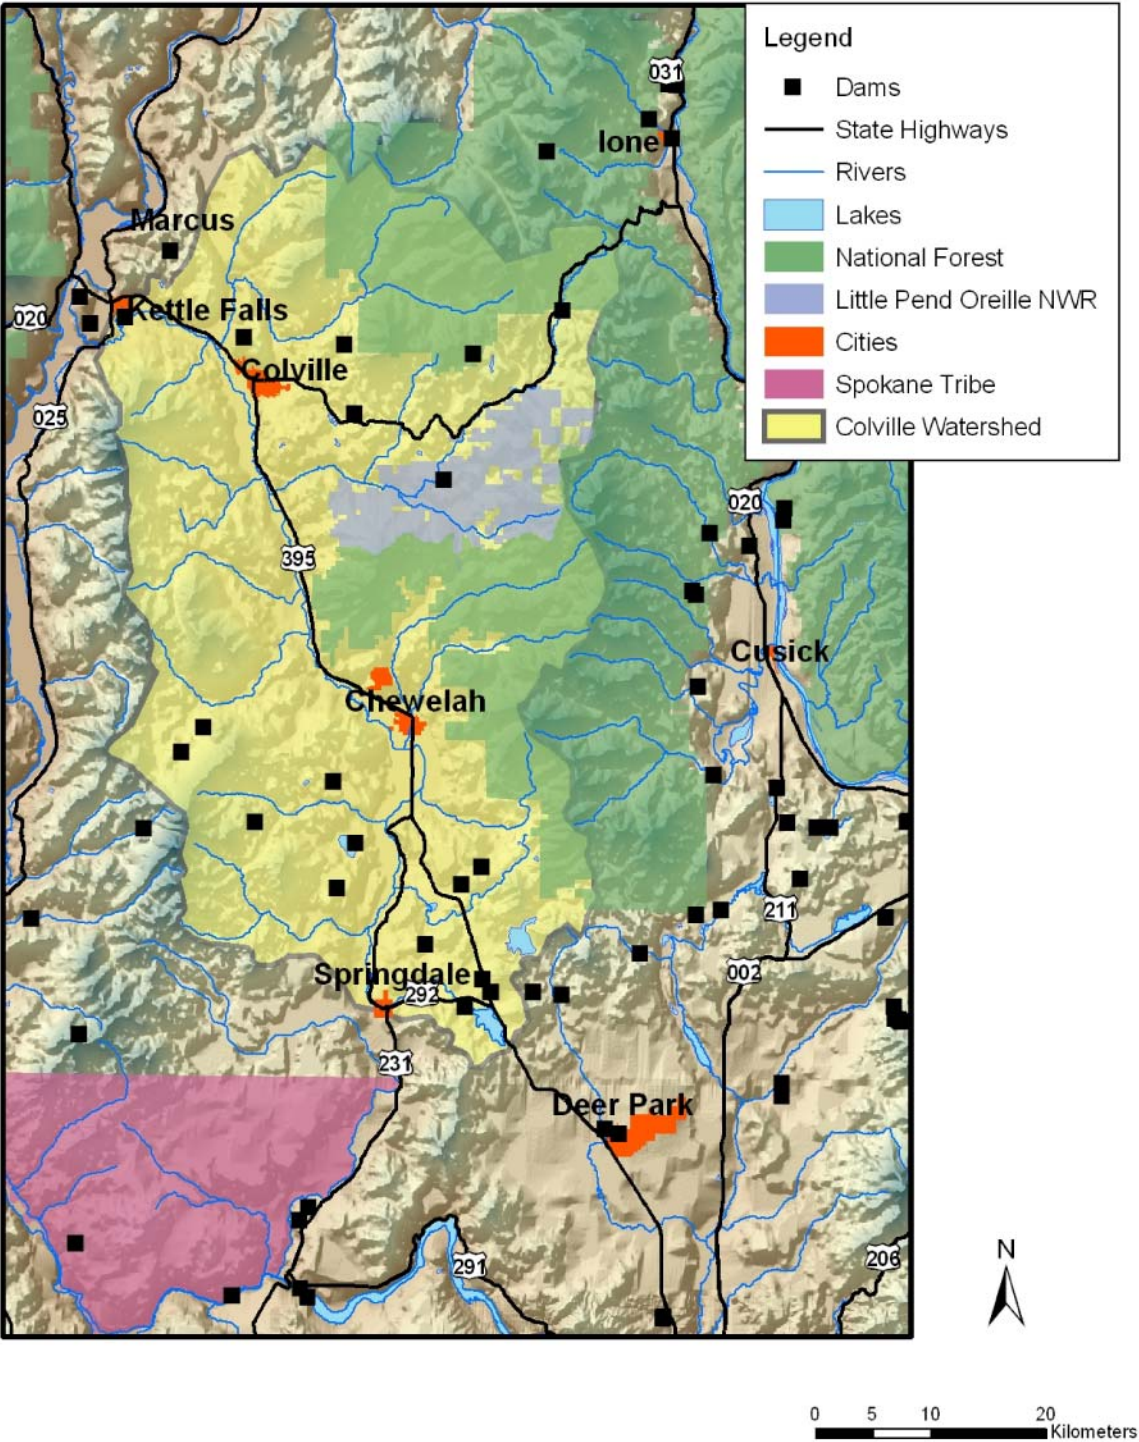 Legend
Dams
State Highways
Rivers
Lakes
National Forest
Little Pend Oreille NWR
Cities
Spokane Tribe
Colville Watershed
031
Ione
Marcus
020
Kettle Falls
Colville
025
020
395
Cusick
Chewelah
211
Springdale
292
002
231
Deer Park
291
206
N
0 5 10 20
Kilometers